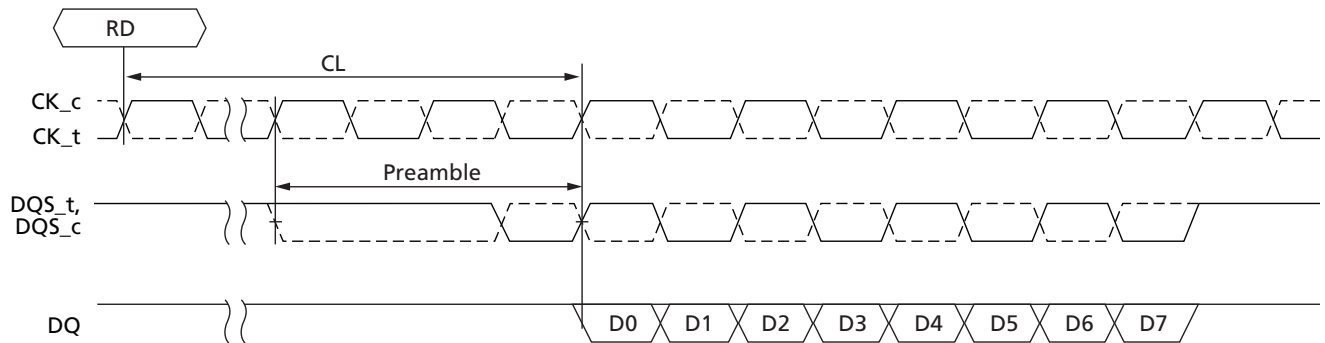 RD
CL
CK_c
CK_t
Preamble
DQS_t,
DQS_c
DQ
D0 D1 D2 D3 D4 D5 D6 D7